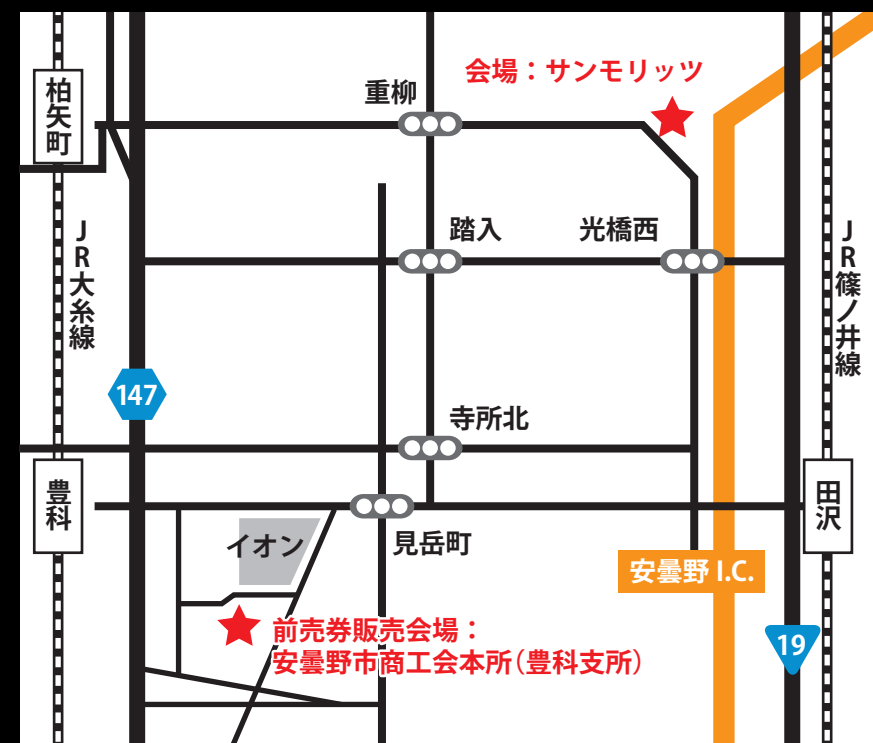 会場：サンモリッツ
重柳
柏矢町
踏入
光橋西
JR大糸線
JR篠ノ井線
147
寺所北
豊科
田沢
イオン
見岳町
安曇野 I.C.
前売券販売会場：
安曇野市商工会本所（豊科支所）
19